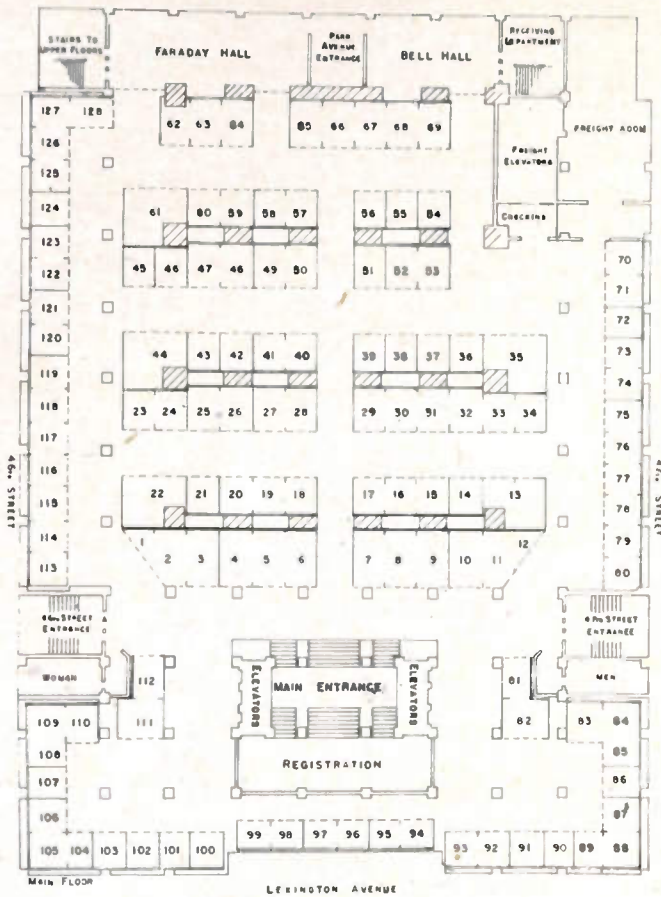 STAIRS TO
UPPER FLOORS
FARADAY HALL
PARK
AVENUE
ENTRANCE
BELL HALL
RECEIVING
DEPARTMENT
127 128
62 63 64
65 66 67 68 69
126
125
FREIGHT ROOM
FREIGHT
ELEVATORS
CHECKING
124
61 60 59 58 57
56 55 54
123
122
45 46 47 48 49 50
51 52 53
70
71
121
72
120
44 43 42 41 40
39 38 37 36 35
73
119
74
118
23 24 25 26 27 28
29 30 31 32 33 34
75
117
76
116
22 21 20 19 18
17 16 15 14 13
77
115
78
114
1 2 3 4 5 6
7 8 9 10 11 12
79
113
80
46TH STREET
47TH STREET
46TH STREET
ENTRANCE
47TH STREET
ENTRANCE
WOMAN
112
ELEVATORS
MAIN ENTRANCE
ELEVATORS
81
MEN
109 110
111
82
83 84
108
REGISTRATION
85
107
86
106
87
105 104 103 102 101 100
99 98 97 96 95 94
93 92 91 90 89 88
MAIN FLOOR
LEXINGTON AVENUE